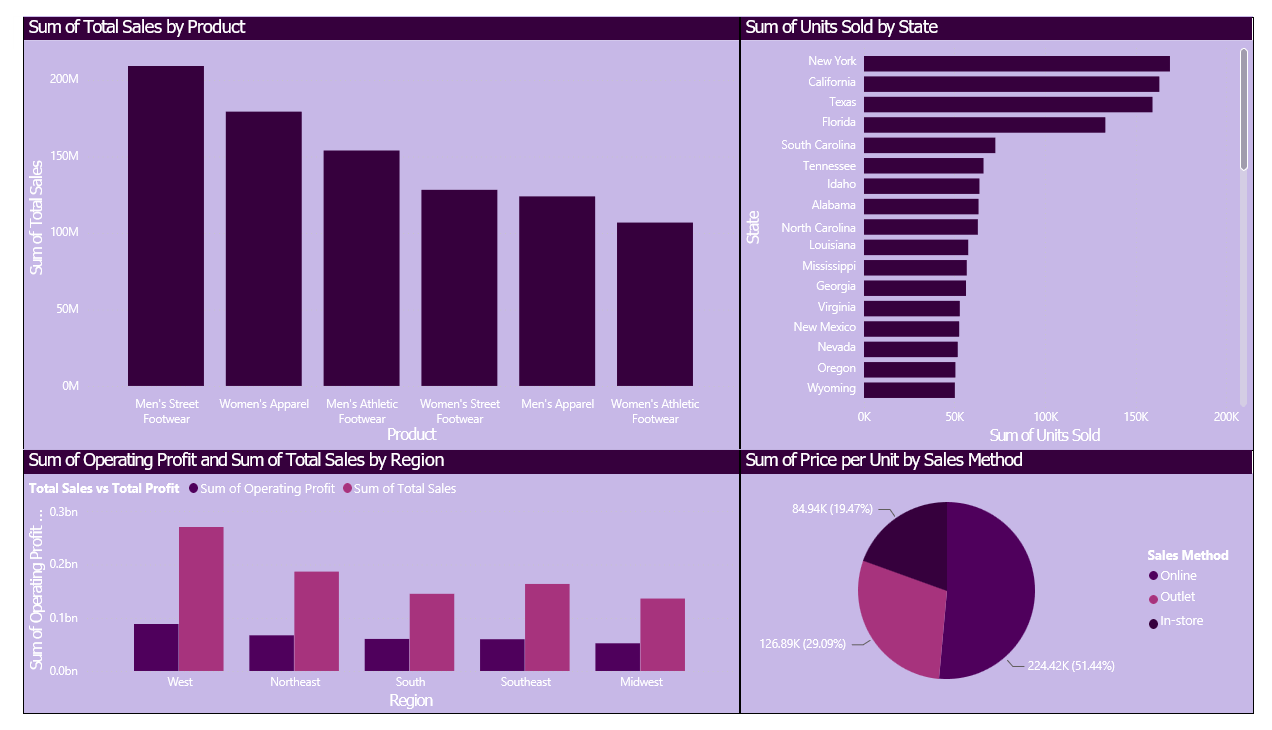 Sum of Total Sales by Product
Sum of Total Sales
200M
150M
100M
50M
0M
Men's Street
Footwear
Women's Apparel
Men's Athletic
Footwear
Women's Street
Footwear
Men's Apparel
Women's Athletic
Footwear
Product
Sum of Units Sold by State
State
New York
California
Texas
Florida
South Carolina
Tennessee
Idaho
Alabama
North Carolina
Louisiana
Mississippi
Georgia
Virginia
New Mexico
Nevada
Oregon
Wyoming
0K 50K 100K 150K 200K
Sum of Units Sold
Sum of Operating Profit and Sum of Total Sales by Region
Total Sales vs Total Profit Sum of Operating Profit Sum of Total Sales
Sum of Operating Profit ...
0.3bn
0.2bn
0.1bn
0.0bn
West Northeast South Southeast Midwest
Region
Sum of Price per Unit by Sales Method
84.94K (19.47%)
126.89K (29.09%)
224.42K (51.44%)
Sales Method
Online
Outlet
In-store